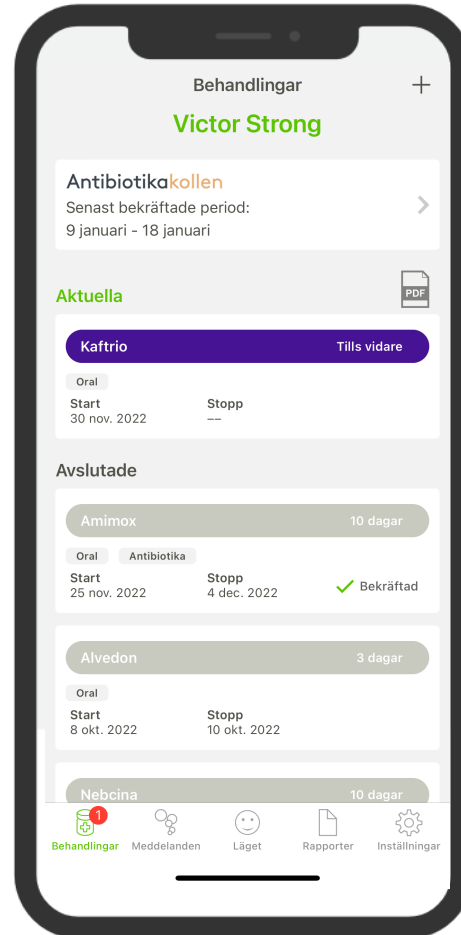 Behandlingar
Victor Strong
Antibiotikakollen
Senast bekräftade period:
9 januari - 18 januari
Aktuella
PDF
Kaftrio Tills vidare
Oral
Start Stopp
30 nov. 2022 ––
Avslutade
Amimox 10 dagar
Oral Antibiotika
Start Stopp
25 nov. 2022 4 dec. 2022 Bekräftad
Alvedon 3 dagar
Oral
Start Stopp
8 okt. 2022 10 okt. 2022
Nebcina 10 dagar
1
Behandlingar Meddelanden Läget Rapporter Inställningar